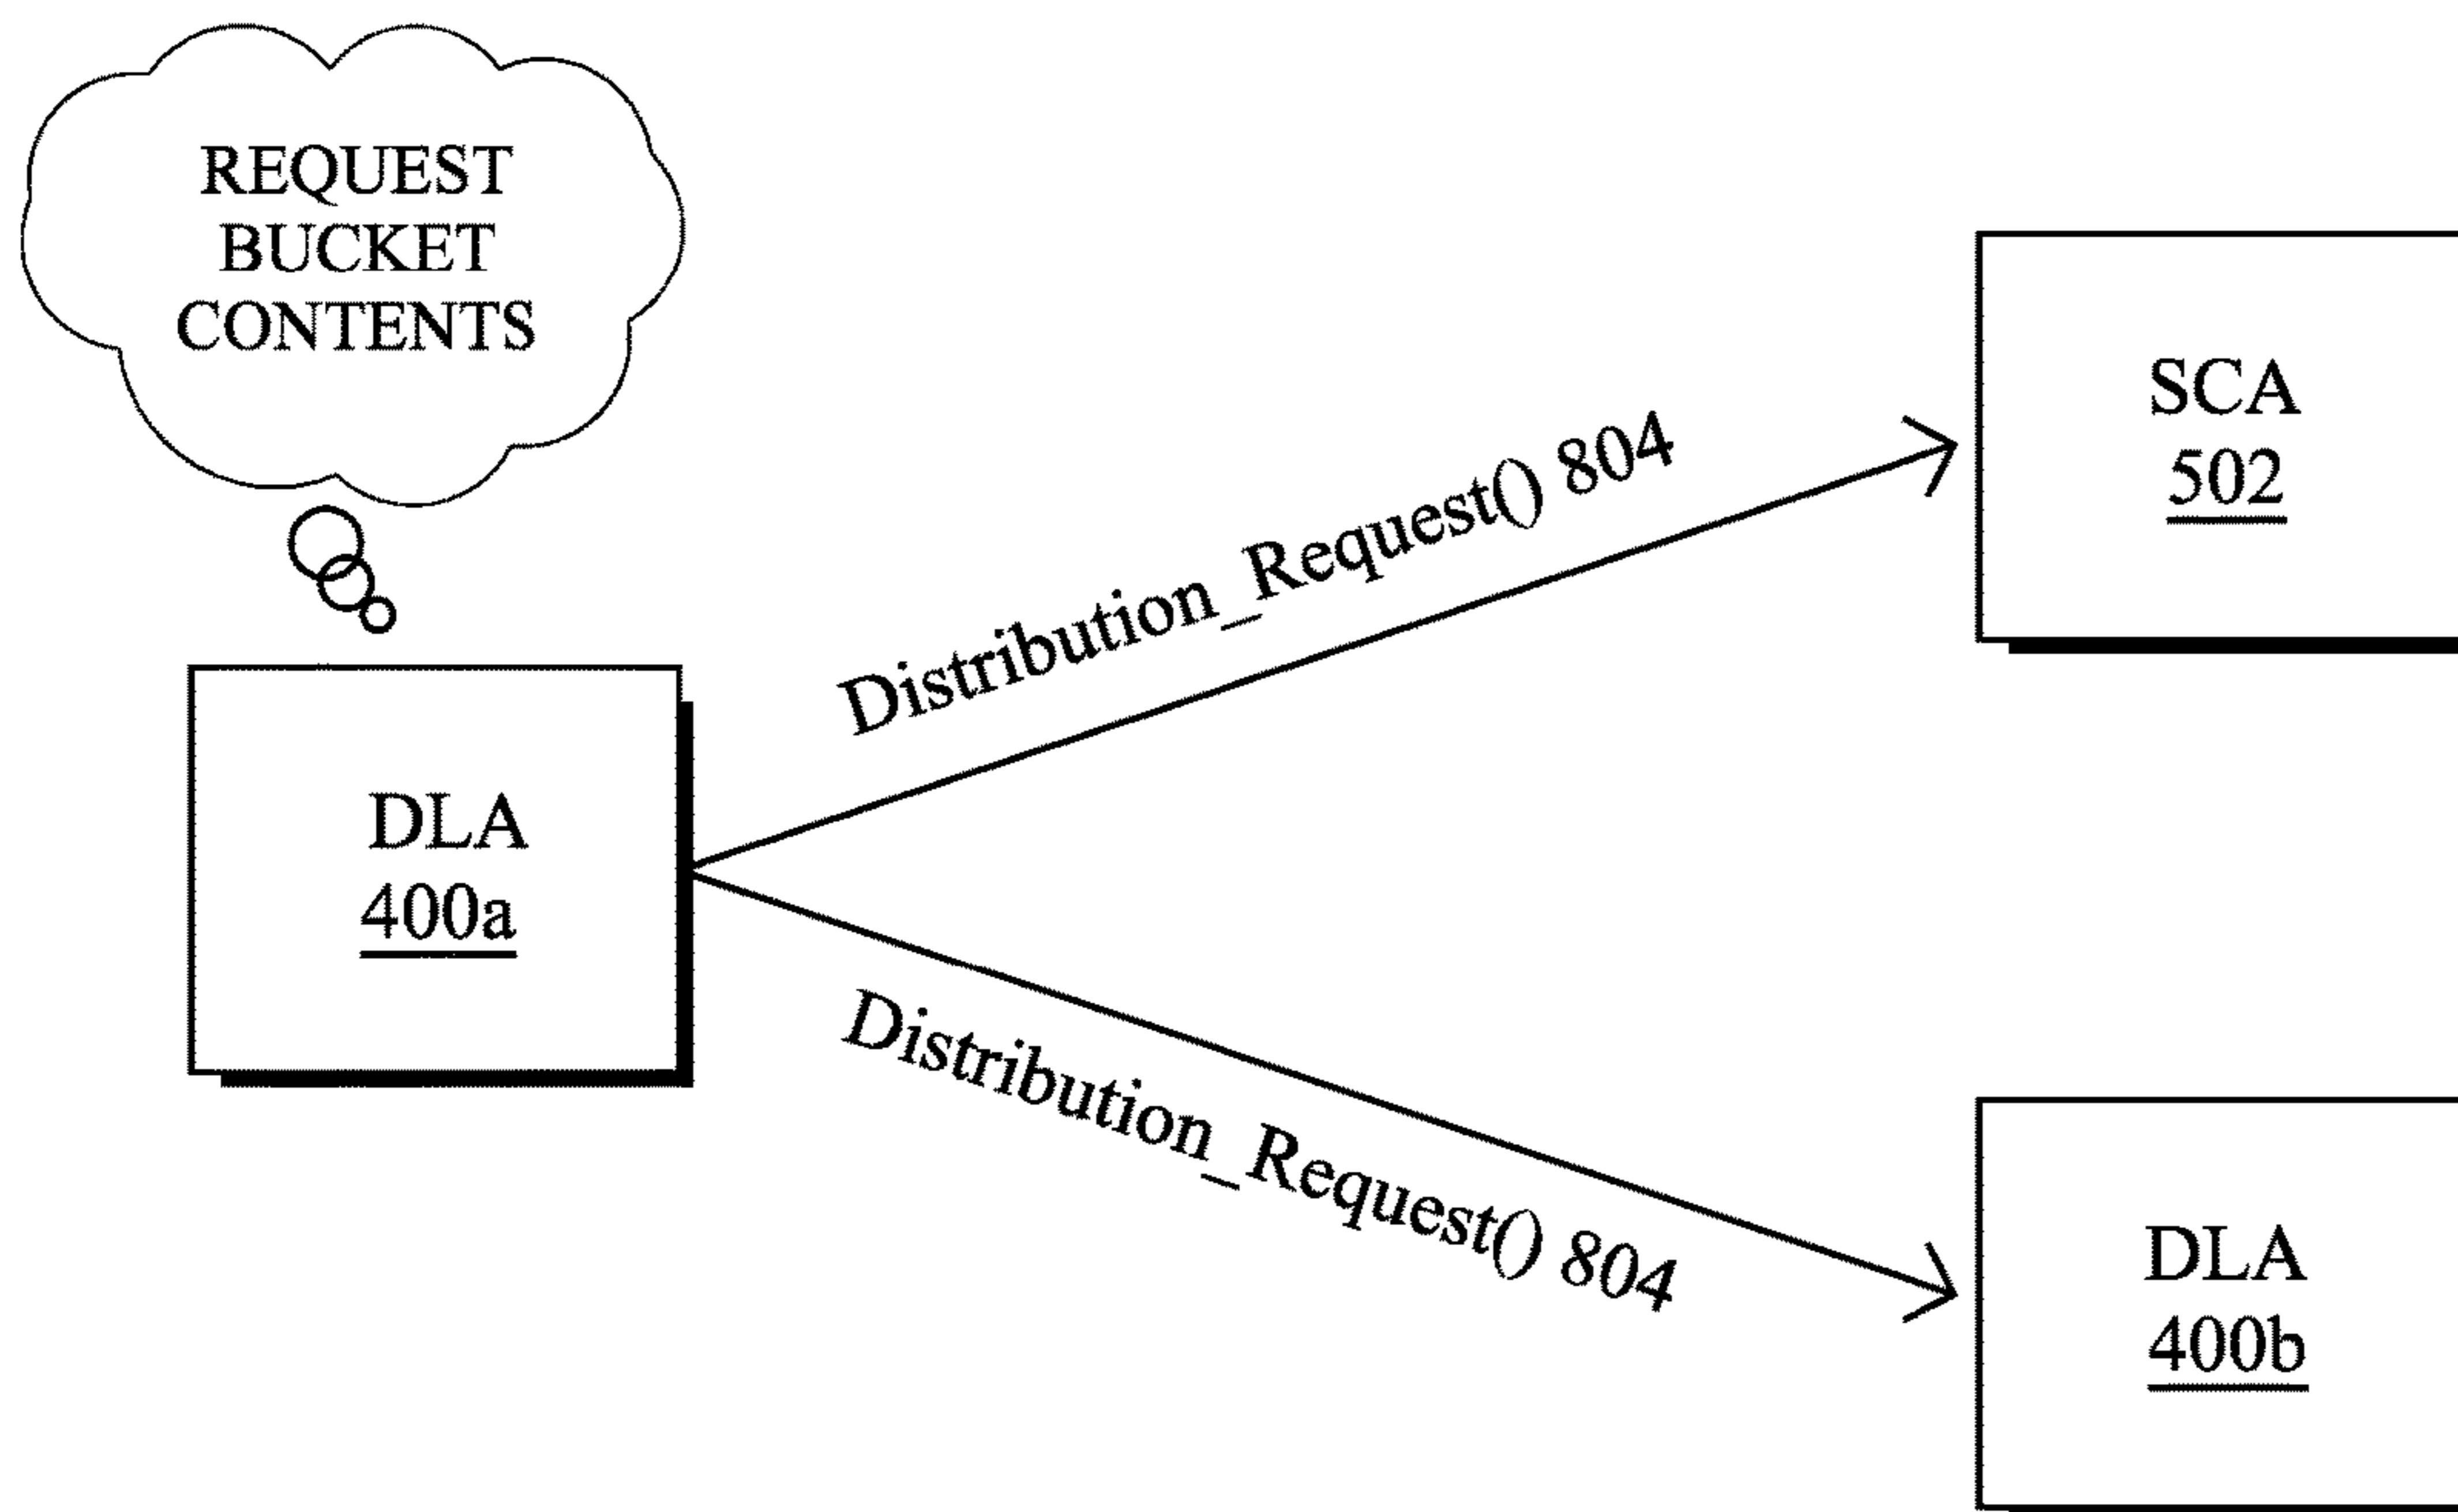 REQUEST
BUCKET
CONTENTS
SCA
502
Distribution_Request() 804
DLA
400a
Distribution_Request() 804
DLA
400b